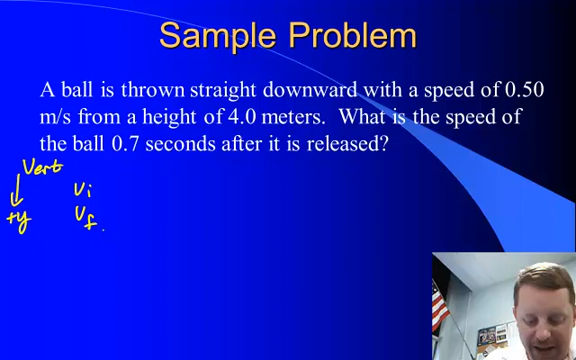 Sample Problem
A ball is thrown straight downward with a speed of 0.50
m/s from a height of 4.0 meters. What is the speed of
the ball 0.7 seconds after it is released?
Vert
+y
Vi
Vf